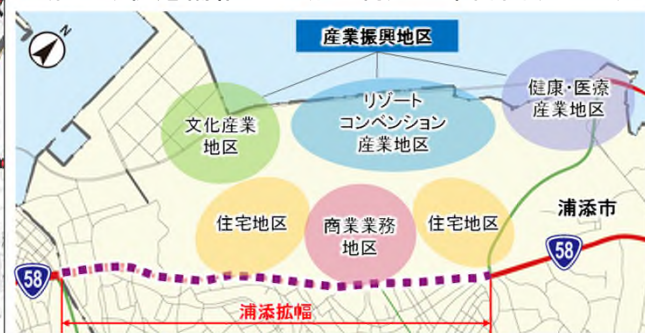 産業振興地区
文化産業
地区
リゾート
コンベンション
産業地区
健康・医療
産業地区
住宅地区
商業業務
地区
住宅地区
浦添市
58
58
浦添拡幅